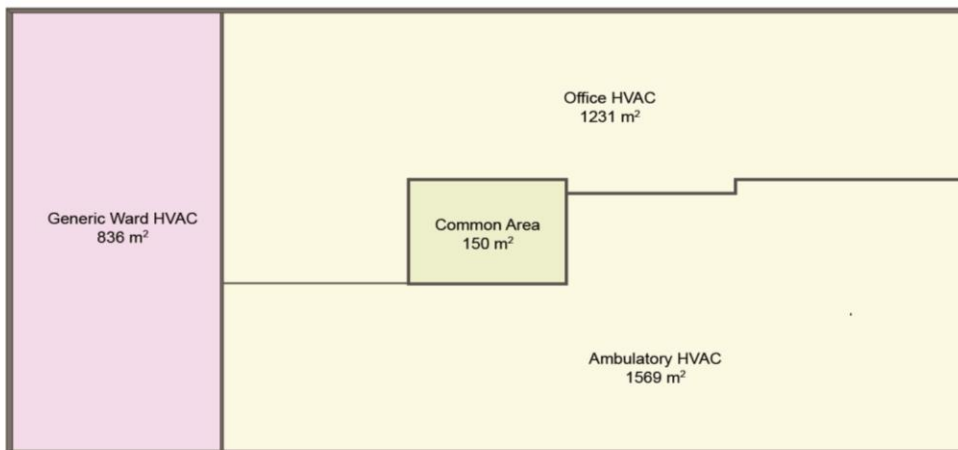 Office HVAC
1231 m²
Generic Ward HVAC
836 m²
Common Area
150 m²
Ambulatory HVAC
1569 m²